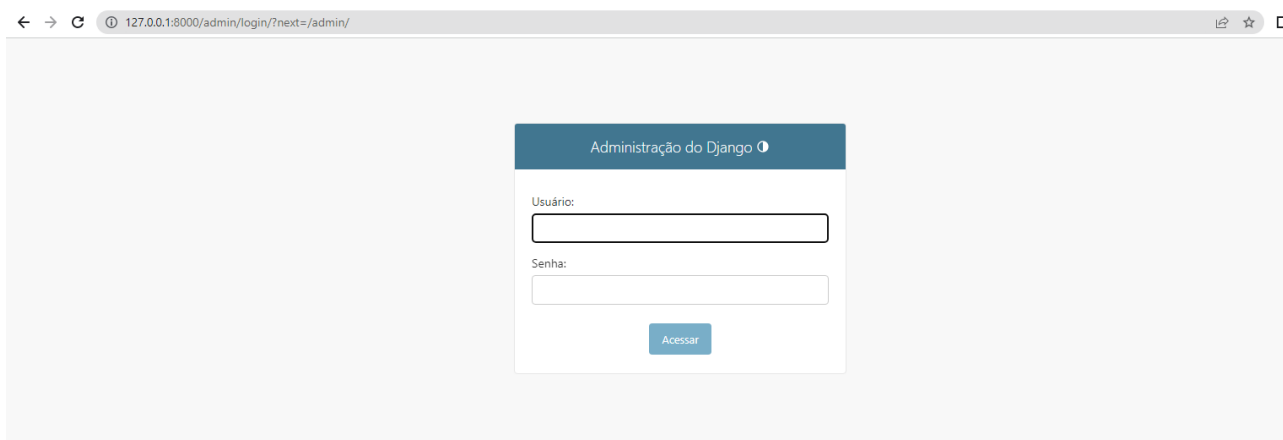 127.0.0.1:8000/admin/login/?next=/admin/
Administração do Django
Usuário:
Senha:
Acessar